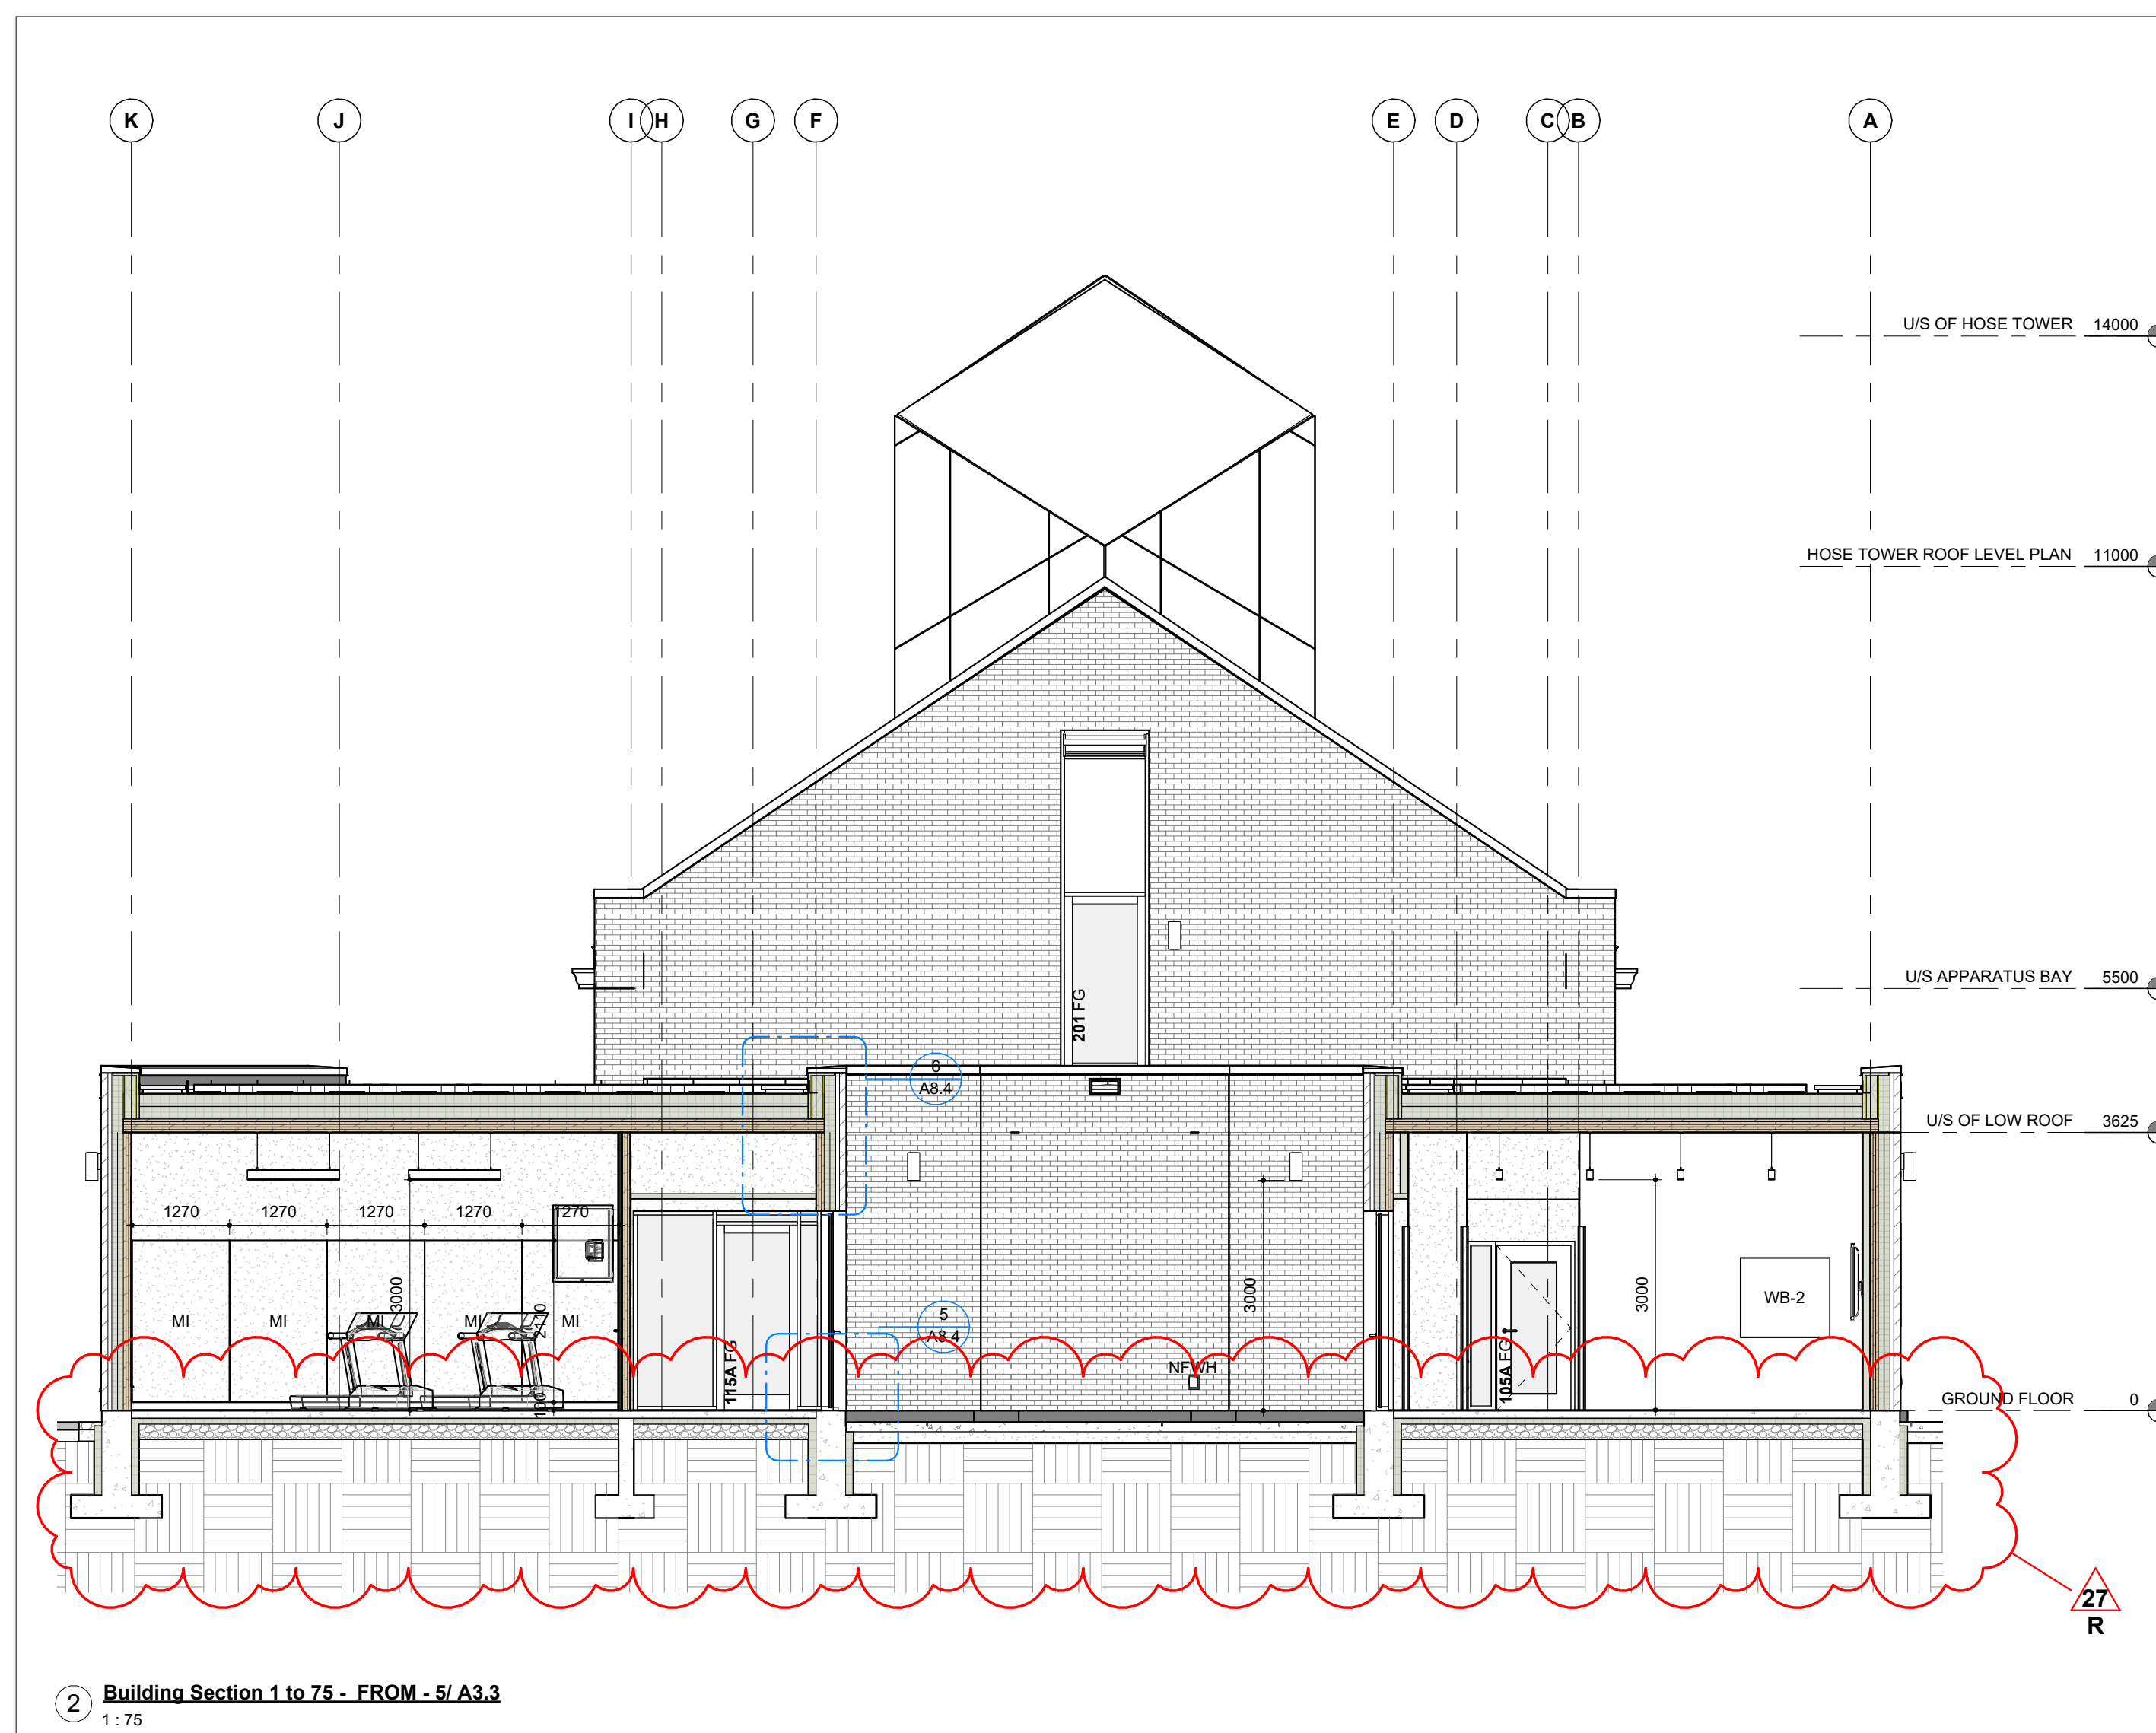 K J I H G F E D C B A
U/S OF HOSE TOWER 14000
HOSE TOWER ROOF LEVEL PLAN 11000
U/S APPARATUS BAY 5500
201 FG
6
A8.4
U/S OF LOW ROOF 3625
1270 1270 1270 1270 1270
3000
2110
3000
3000
WB-2
MI MI MI MI MI
5
A8.4
115A FG
NFWH
105A FG
100
GROUND FLOOR 0
27
R
2 Building Section 1 to 75 - FROM - 5/ A3.3
1 : 75